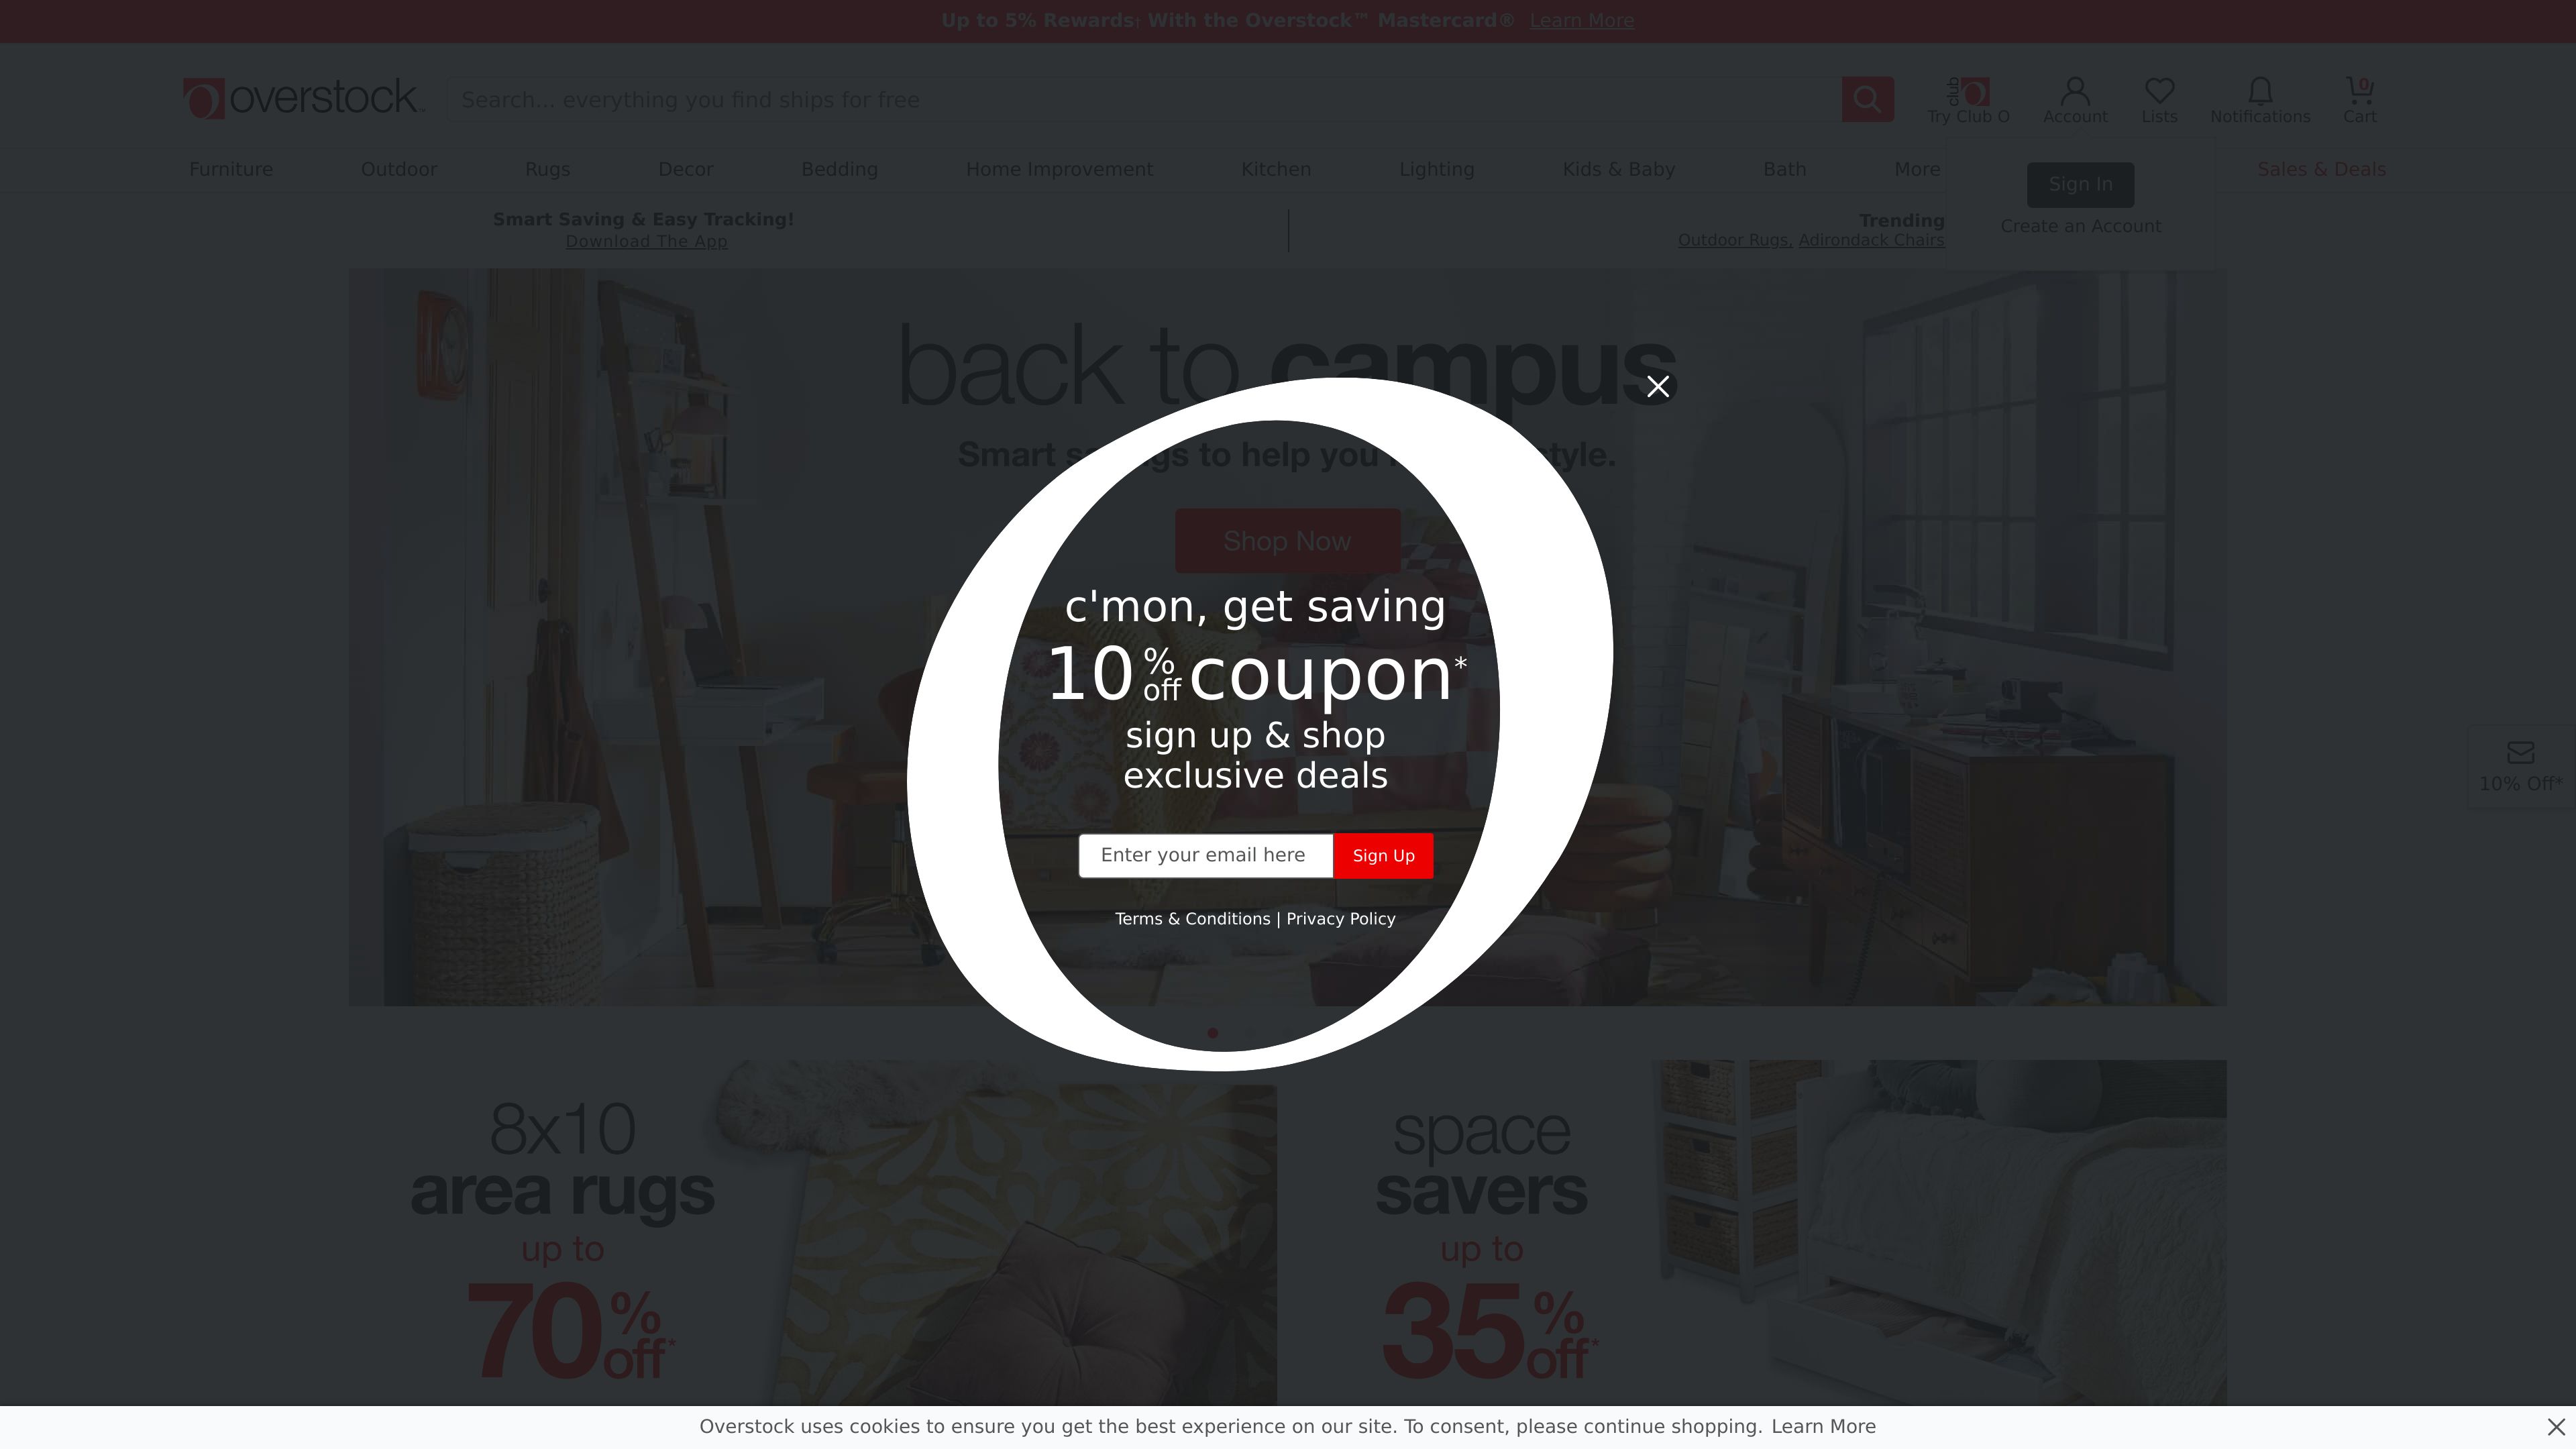 Up to 5% Rewards† With the Overstock™ Mastercard® Learn More
overstock™
Search... everything you find ships for free
club O
Try Club O
Account
Lists
Notifications
0
Cart
Furniture
Outdoor
Rugs
Decor
Bedding
Home Improvement
Kitchen
Lighting
Kids & Baby
Bath
More
Sales & Deals
Sign In
Create an Account
Smart Saving & Easy Tracking!
Download The App
Trending
Outdoor Rugs, Adirondack Chairs
back to campus
Smart s gs to help you tyle.
Shop Now
c'mon, get saving
10 % off coupon*
sign up & shop
exclusive deals
Enter your email here
Sign Up
Terms & Conditions | Privacy Policy
10% Off*
8x10
area rugs
up to
70% off*
space
savers
up to
35% off*
Overstock uses cookies to ensure you get the best experience on our site. To consent, please continue shopping. Learn More